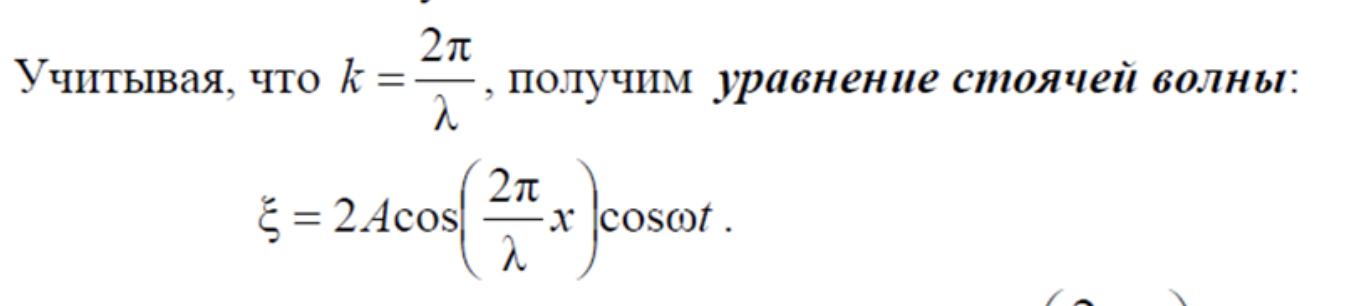 Учитывая, что k = 2π/λ, получим уравнение стоячей волны:
ξ = 2Acos(2π/λ x)cosωt.